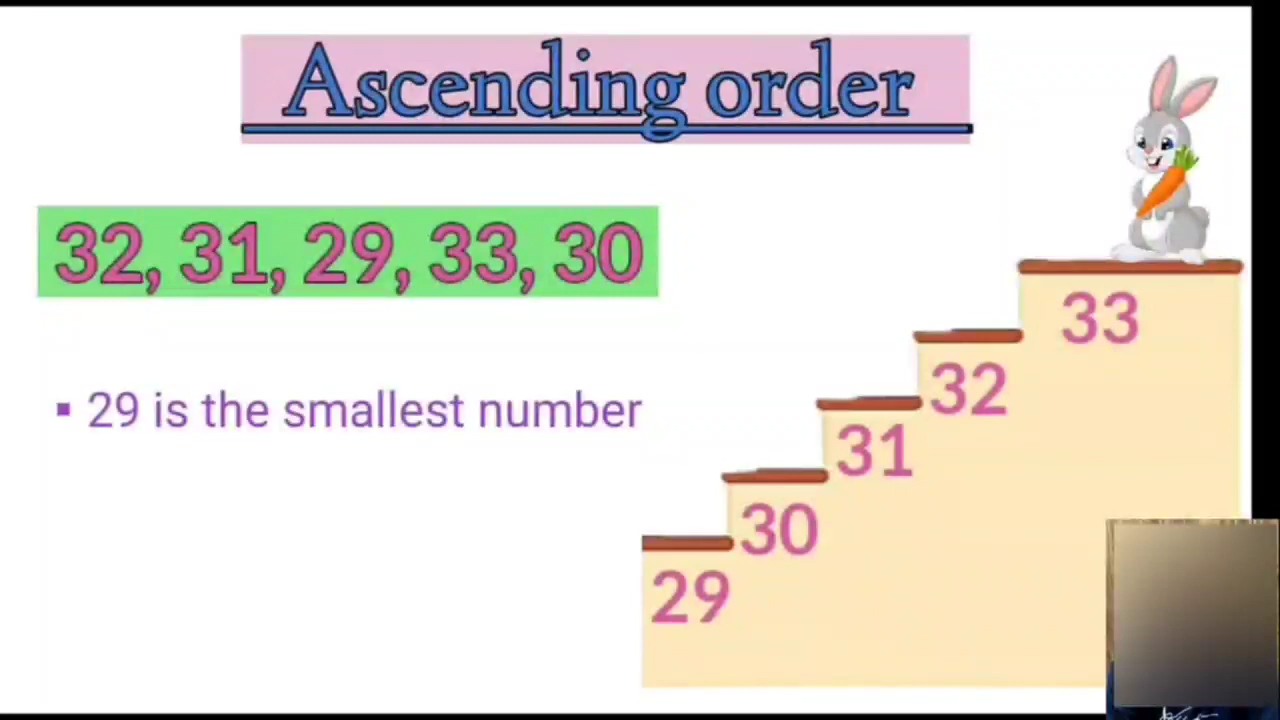 Ascending order
32, 31, 29, 33, 30
▪ 29 is the smallest number
33
32
31
30
29